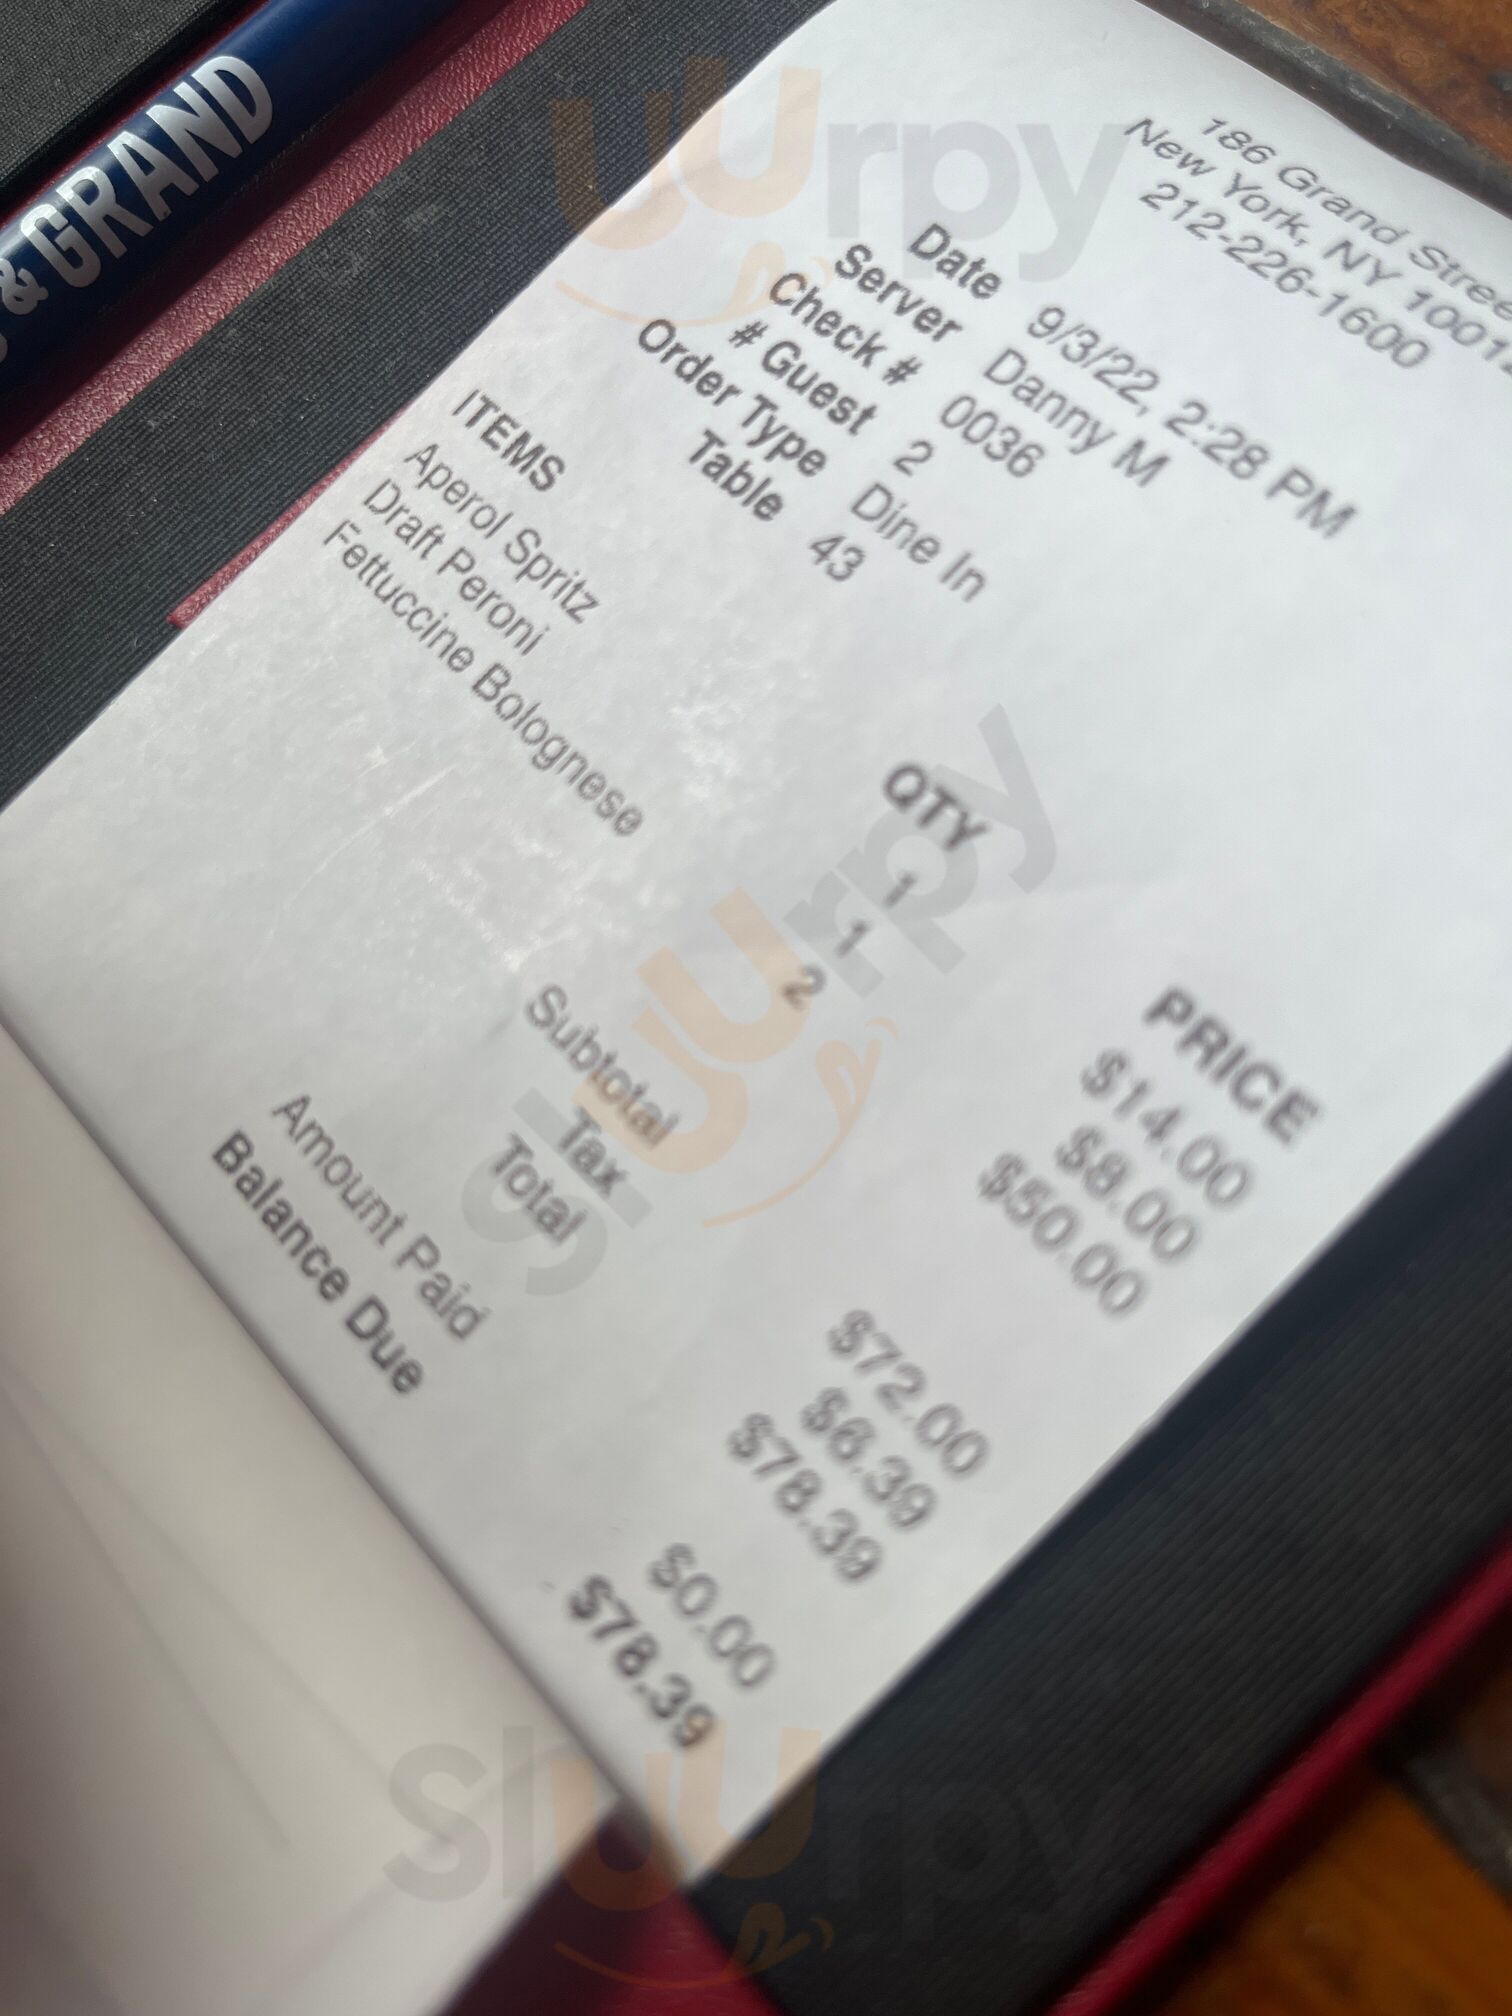 & GRAND
186 Grand Stree
New York, NY 1001
212-226-1600
Date 9/3/22, 2:28 PM
Server Danny M
Check # 0036
# Guest 2
Order Type Dine In
Table 43
ITEMS QTY PRICE
Aperol Spritz 1 $14.00
Draft Peroni 1 $8.00
Fettuccine Bolognese 2 $50.00
Subtotal $72.00
Tax $6.39
Total $78.39
Amount Paid $0.00
Balance Due $78.39
sluurpy
sluurpy
sluurpy